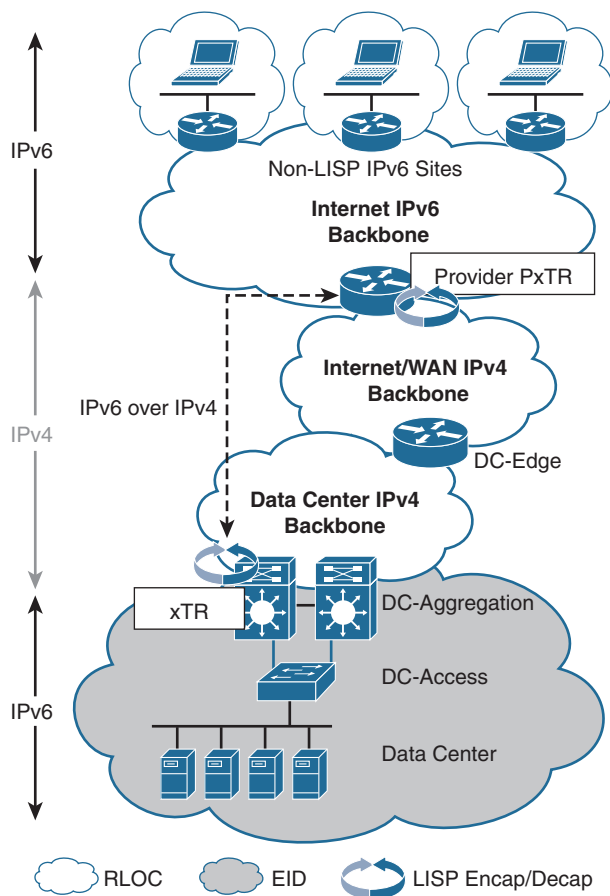 IPv6
Non-LISP IPv6 Sites
Internet IPv6
Backbone
Provider PxTR
Internet/WAN IPv4
Backbone
IPv6 over IPv4
IPv4
DC-Edge
Data Center IPv4
Backbone
xTR
DC-Aggregation
DC-Access
IPv6
Data Center
RLOC
EID
LISP Encap/Decap